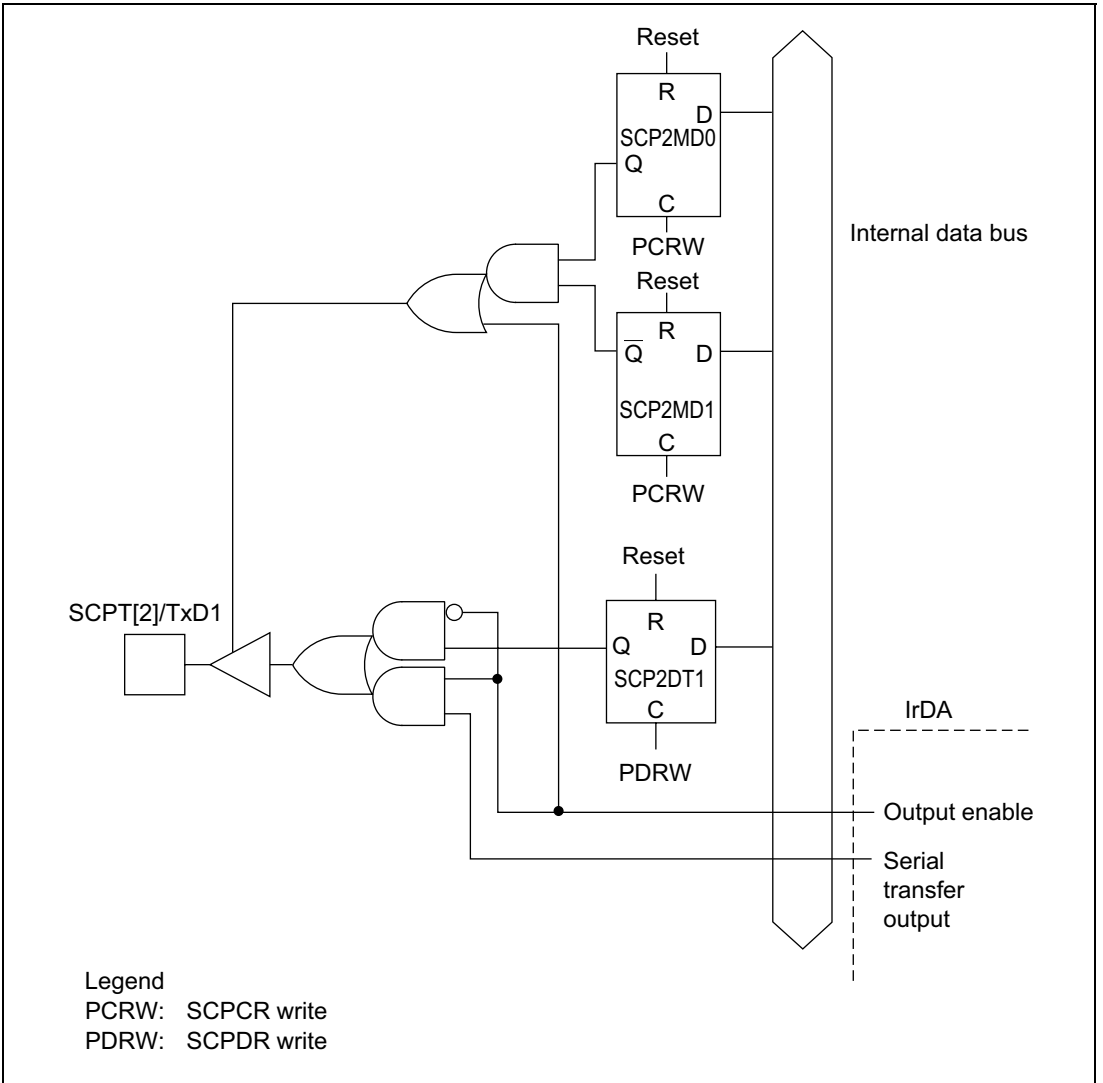 Reset
R
D
SCP2MD0
Q
C
PCRW
Internal data bus
Reset
R
Q̅
D
SCP2MD1
C
PCRW
Reset
SCPT[2]/TxD1
R
Q
D
SCP2DT1
C
IrDA
PDRW
Output enable
Serial
transfer
output
Legend
PCRW: SCPCR write
PDRW: SCPDR write